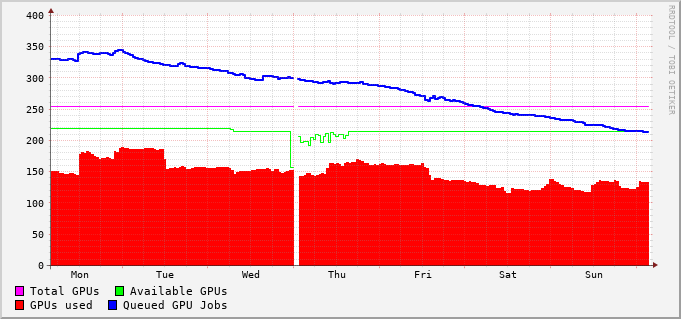 400
350
300
250
200
150
100
50
0
Mon Tue Wed Thu Fri Sat Sun
Total GPUs Available GPUs
GPUs used Queued GPU Jobs
RRDTOOL / TOBI OETIKER